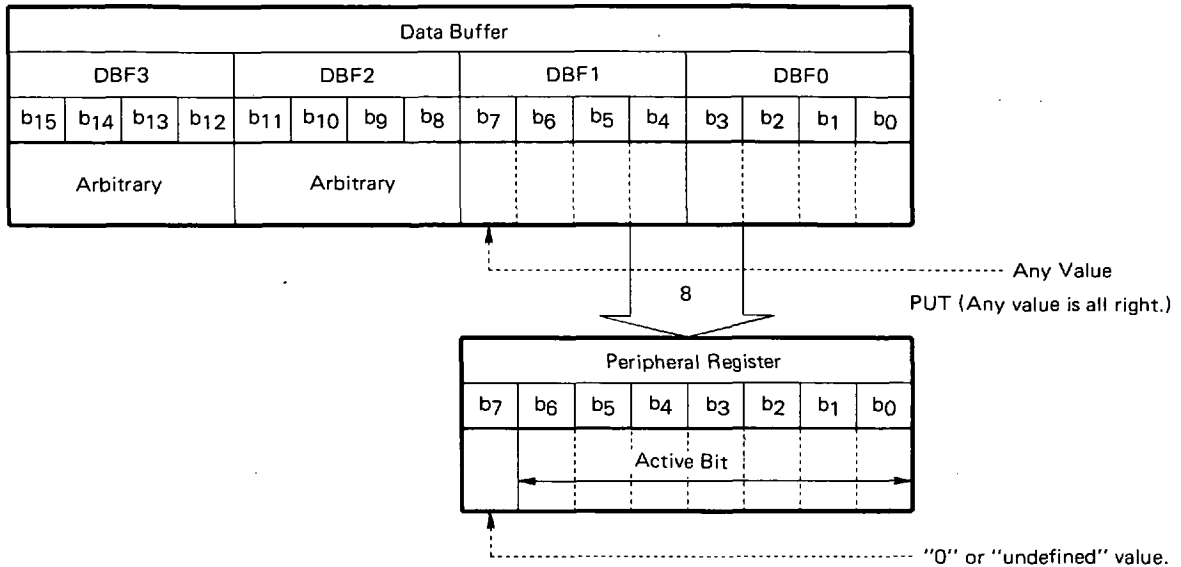 Data Buffer
DBF3 DBF2 DBF1 DBF0
b15 b14 b13 b12 b11 b10 b9 b8 b7 b6 b5 b4 b3 b2 b1 b0
Arbitrary Arbitrary
Any Value
8
PUT (Any value is all right.)
Peripheral Register
b7 b6 b5 b4 b3 b2 b1 b0
Active Bit
"0" or "undefined" value.